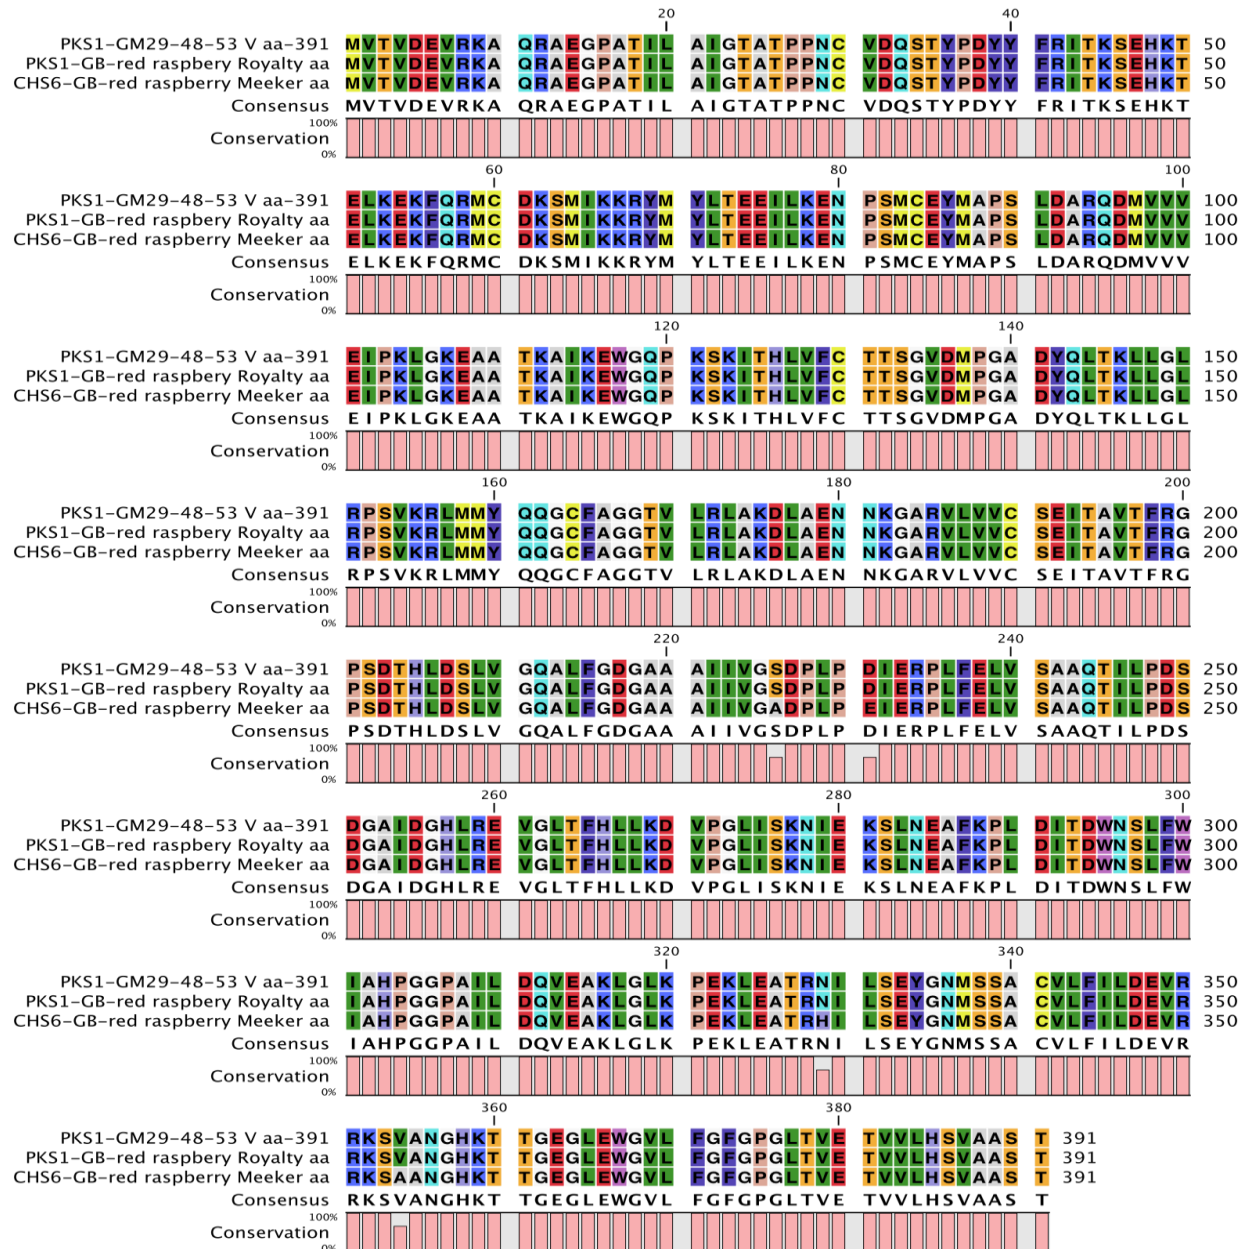 20 40
PKS1-GM29-48-53 V aa-391 MVTVDEVRKA QRAEGPATIL AIGTATPPNC VDQSTYPDYY FRITKSEHKT 50
PKS1-GB-red raspbery Royalty aa MVTVDEVRKA QRAEGPATIL AIGTATPPNC VDQSTYPDYY FRITKSEHKT 50
CHS6-GB-red raspberry Meeker aa MVTVDEVRKA QRAEGPATIL AIGTATPPNC VDQSTYPDYY FRITKSEHKT 50
Consensus MVTVDEVRKA QRAEGPATIL AIGTATPPNC VDQSTYPDYY FRITKSEHKT
100%
Conservation
0%
60 80 100
PKS1-GM29-48-53 V aa-391 ELKEKFQRMC DKSMIKKRYM YLTEEILKEN PSMCEYMAPS LDARQDMVVV 100
PKS1-GB-red raspbery Royalty aa ELKEKFQRMC DKSMIKKRYM YLTEEILKEN PSMCEYMAPS LDARQDMVVV 100
CHS6-GB-red raspberry Meeker aa ELKEKFQRMC DKSMIKKRYM YLTEEILKEN PSMCEYMAPS LDARQDMVVV 100
Consensus ELKEKFQRMC DKSMIKKRYM YLTEEILKEN PSMCEYMAPS LDARQDMVVV
100%
Conservation
0%
120 140
PKS1-GM29-48-53 V aa-391 EIPKLGKEAA TKAIKEWGQP KSKITHLVFC TTSGVDMPGA DYQLTKLLGL 150
PKS1-GB-red raspbery Royalty aa EIPKLGKEAA TKAIKEWGQP KSKITHLVFC TTSGVDMPGA DYQLTKLLGL 150
CHS6-GB-red raspberry Meeker aa EIPKLGKEAA TKAIKEWGQP KSKITHLVFC TTSGVDMPGA DYQLTKLLGL 150
Consensus EIPKLGKEAA TKAIKEWGQP KSKITHLVFC TTSGVDMPGA DYQLTKLLGL
100%
Conservation
0%
160 180 200
PKS1-GM29-48-53 V aa-391 RPSVKRLMMY QQGCFAGGTV LRLAKDLAEN NKGARVLVVC SEITAVTFRG 200
PKS1-GB-red raspbery Royalty aa RPSVKRLMMY QQGCFAGGTV LRLAKDLAEN NKGARVLVVC SEITAVTFRG 200
CHS6-GB-red raspberry Meeker aa RPSVKRLMMY QQGCFAGGTV LRLAKDLAEN NKGARVLVVC SEITAVTFRG 200
Consensus RPSVKRLMMY QQGCFAGGTV LRLAKDLAEN NKGARVLVVC SEITAVTFRG
100%
Conservation
0%
220 240
PKS1-GM29-48-53 V aa-391 PSDTHLDSLV GQALFGDGAA AIIVGSDPLP DIERPLFELV SAAQTILPDS 250
PKS1-GB-red raspbery Royalty aa PSDTHLDSLV GQALFGDGAA AIIVGSDPLP DIERPLFELV SAAQTILPDS 250
CHS6-GB-red raspberry Meeker aa PSDTHLDSLV GQALFGDGAA AIIVGADPLP EIERPLFELV SAAQTILPDS 250
Consensus PSDTHLDSLV GQALFGDGAA AIIVGSDPLP DIERPLFELV SAAQTILPDS
100%
Conservation
0%
260 280 300
PKS1-GM29-48-53 V aa-391 DGAIDGHLRE VGLTFHLLKD VPGLISKNIE KSLNEAFKPL DITDWNSLFW 300
PKS1-GB-red raspbery Royalty aa DGAIDGHLRE VGLTFHLLKD VPGLISKNIE KSLNEAFKPL DITDWNSLFW 300
CHS6-GB-red raspberry Meeker aa DGAIDGHLRE VGLTFHLLKD VPGLISKNIE KSLNEAFKPL DITDWNSLFW 300
Consensus DGAIDGHLRE VGLTFHLLKD VPGLISKNIE KSLNEAFKPL DITDWNSLFW
100%
Conservation
0%
320 340
PKS1-GM29-48-53 V aa-391 IAHPGGPAIL DQVEAKLGLK PEKLEATRNI LSEYGNMSSA CVLFILDEVR 350
PKS1-GB-red raspbery Royalty aa IAHPGGPAIL DQVEAKLGLK PEKLEATRNI LSEYGNMSSA CVLFILDEVR 350
CHS6-GB-red raspberry Meeker aa IAHPGGPAIL DQVEAKLGLK PEKLEATRHI LSEYGNMSSA CVLFILDEVR 350
Consensus IAHPGGPAIL DQVEAKLGLK PEKLEATRNI LSEYGNMSSA CVLFILDEVR
100%
Conservation
0%
360 380
PKS1-GM29-48-53 V aa-391 RKSVANGHKT TGEGLEWGVL FGFGPGLTVE TVVLHSVAAS T 391
PKS1-GB-red raspbery Royalty aa RKSVANGHKT TGEGLEWGVL FGFGPGLTVE TVVLHSVAAS T 391
CHS6-GB-red raspberry Meeker aa RKSAANGHKT TGEGLEWGVL FGFGPGLTVE TVVLHSVAAS T 391
Consensus RKSVANGHKT TGEGLEWGVL FGFGPGLTVE TVVLHSVAAS T
100%
Conservation
0%